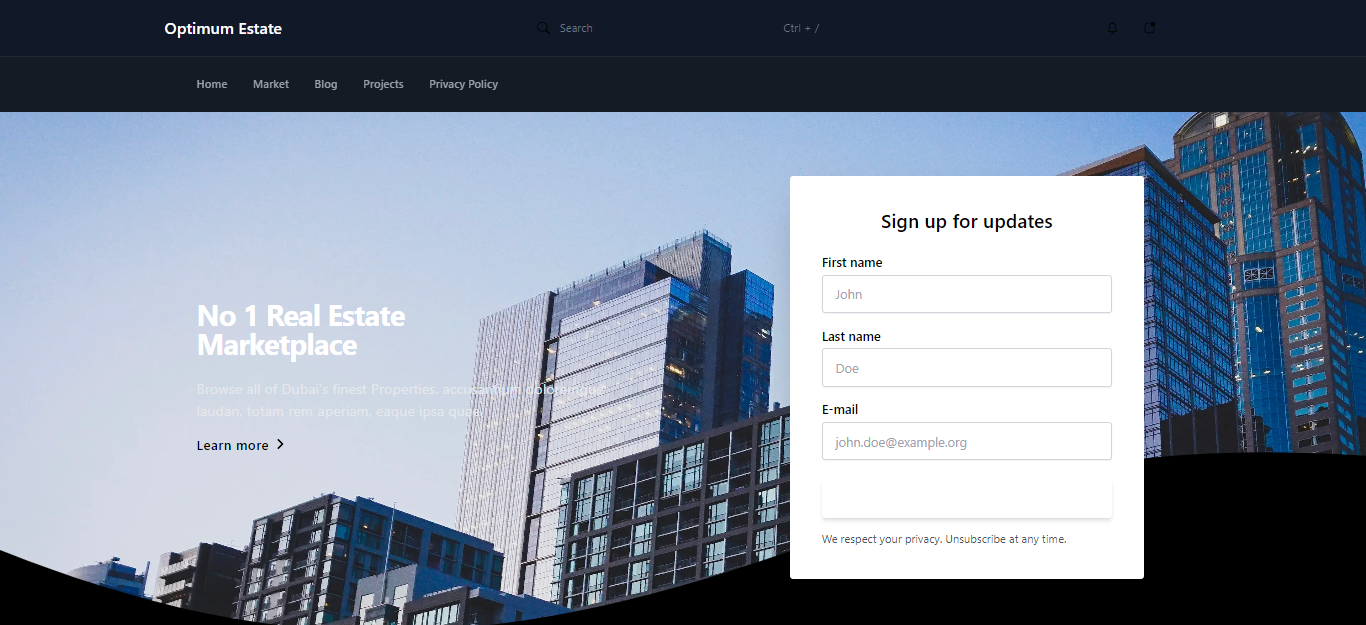 Optimum Estate
Search
Ctrl + /
Home
Market
Blog
Projects
Privacy Policy
No 1 Real Estate
Marketplace
Browse all of Dubai's finest Properties, accusantium doloremque
laudan, totam rem aperiam, eaque ipsa quae.
Learn more
Sign up for updates
First name
John
Last name
Doe
E-mail
john.doe@example.org
We respect your privacy. Unsubscribe at any time.